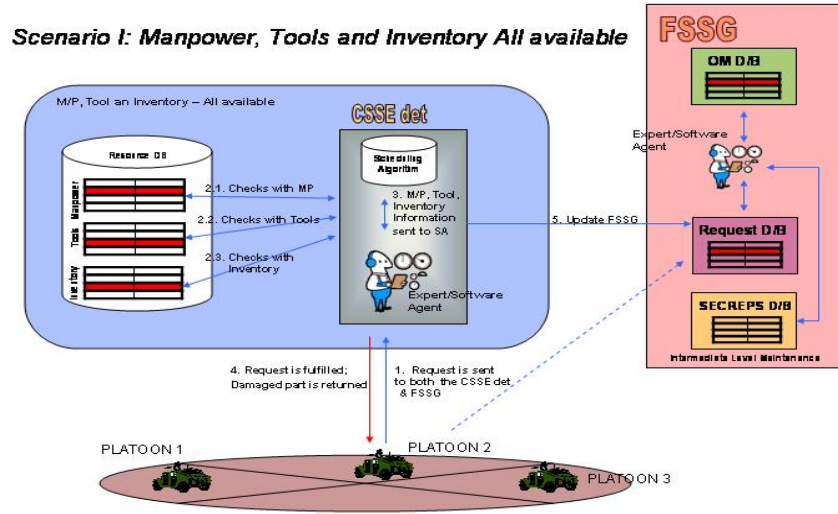 Scenario I: Manpower, Tools and Inventory All available
FSSG
OM D/B
Expert/Software
Agent
Request D/B
SECREPS D/B
Intermediate Level Maintenance
M/P, Tool an Inventory – All available
CSSE det
Resource DB
Manpower
Tools
Inventory
2.1. Checks with MP
2.2. Checks with Tools
2.3. Checks with
Inventory
Scheduling
Algorithm
3. M/P, Tool,
Inventory
Information
sent to SA
Expert/Software
Agent
5. Update FSSG
4. Request is fulfilled;
Damaged part is returned
1. Request is sent
to both the CSSE det,
& FSSG
PLATOON 1
PLATOON 2
PLATOON 3